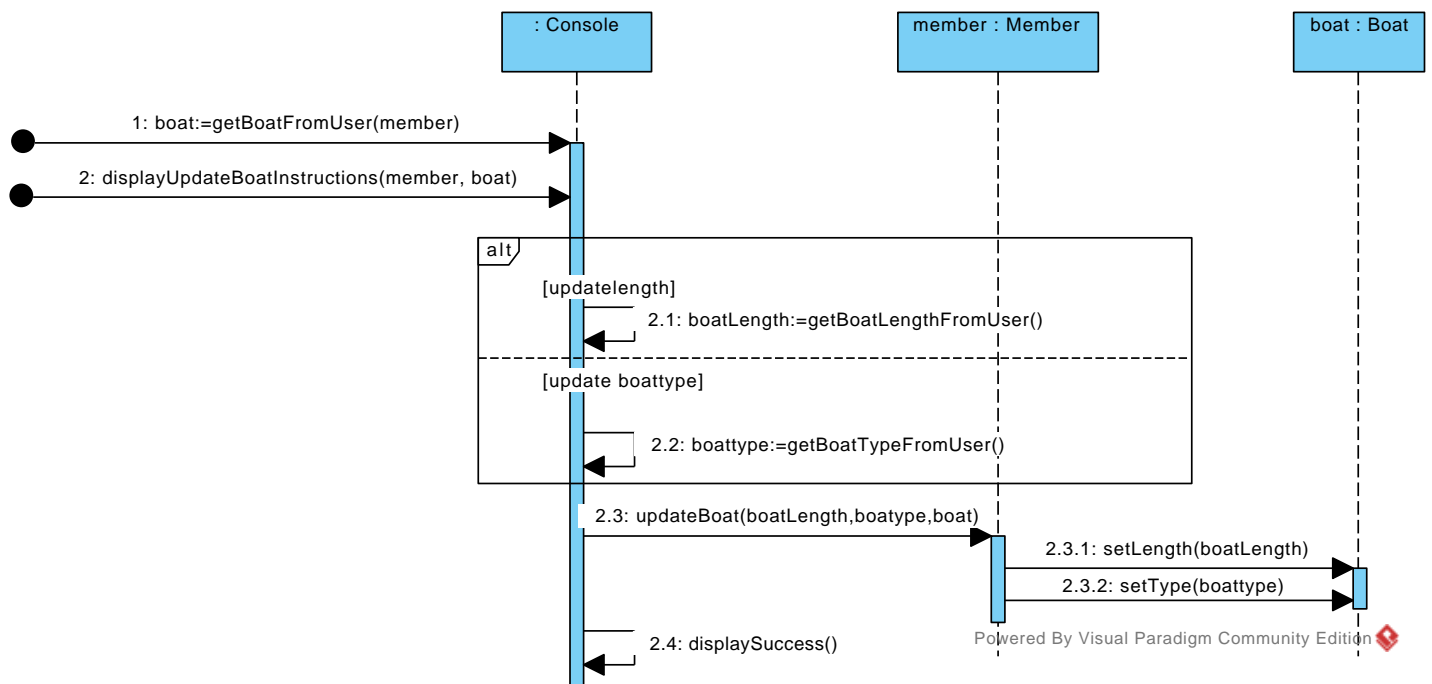 : Console
member : Member
boat : Boat
1: boat:=getBoatFromUser(member)
2: displayUpdateBoatInstructions(member, boat)
alt
[updatelength]
2.1: boatLength:=getBoatLengthFromUser()
[update boattype]
2.2: boattype:=getBoatTypeFromUser()
2.3: updateBoat(boatLength,boatype,boat)
2.3.1: setLength(boatLength)
2.3.2: setType(boattype)
2.4: displaySuccess()
Powered By Visual Paradigm Community Edition